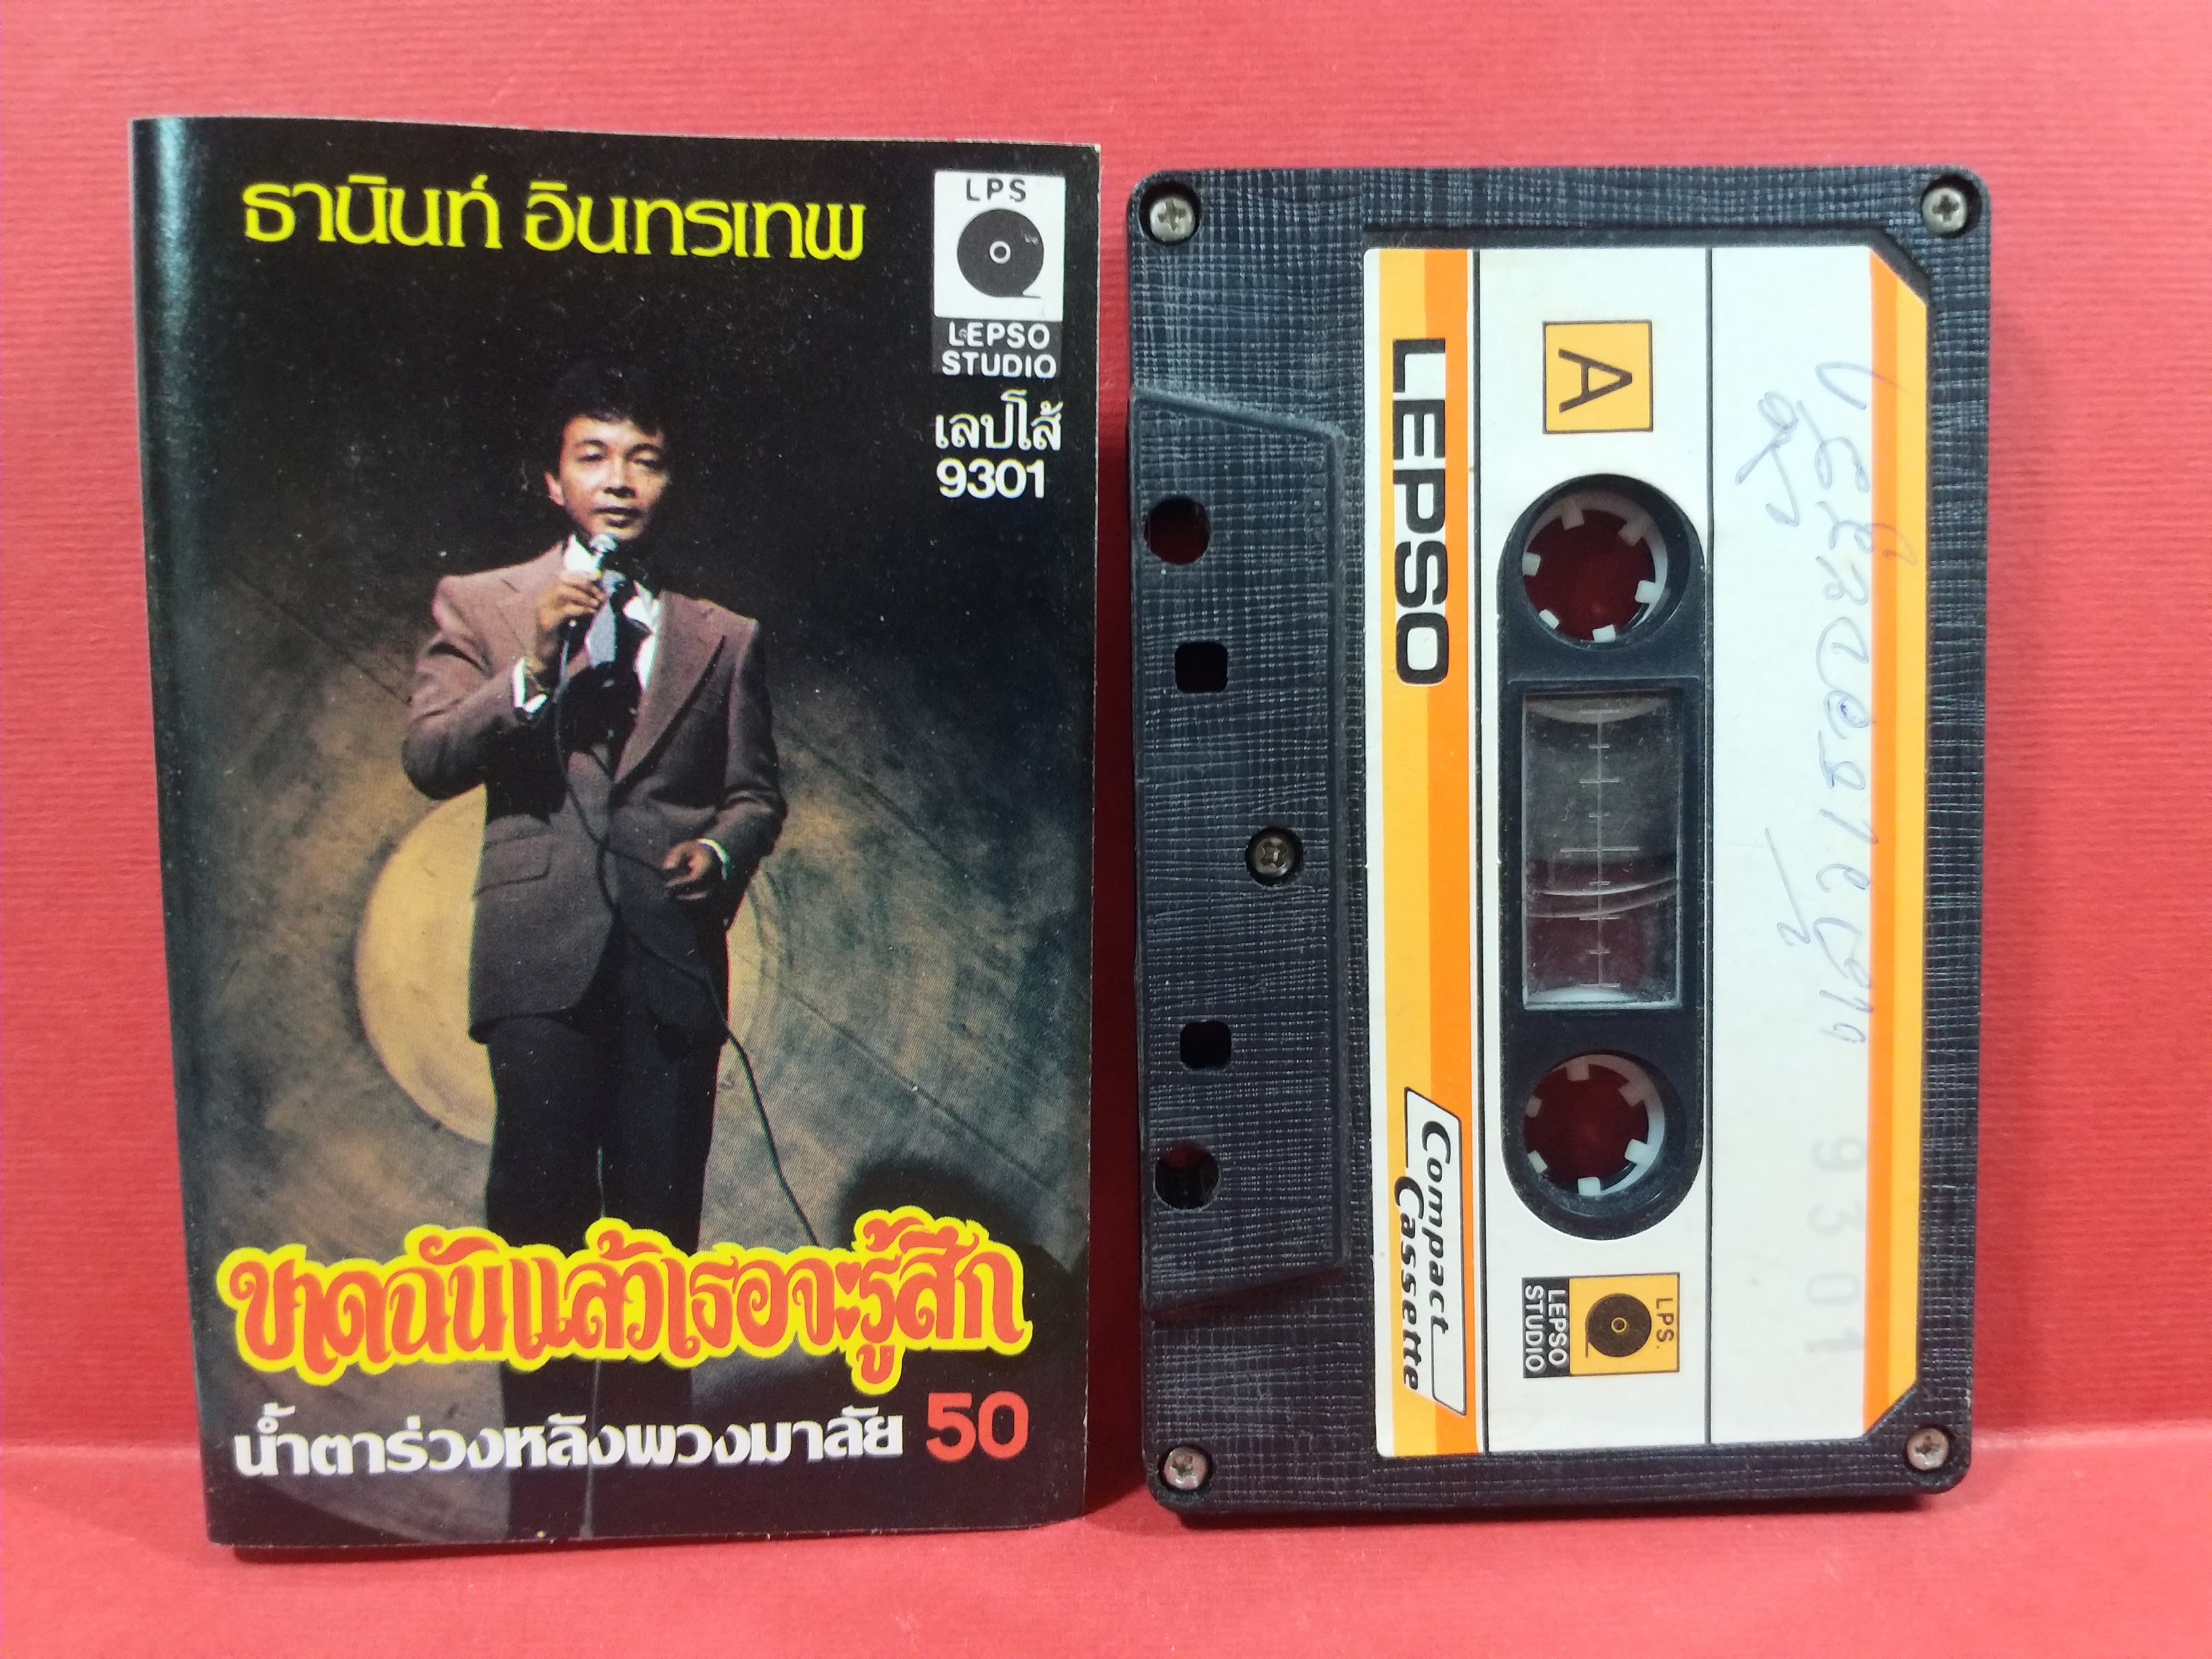 ธานินทร์ อินทรเทพ
LPS
LEPSO
STUDIO
เลปโส้
9301
ขาดฉันแล้วเธอจะรู้สึก
น้ำตาร่วงหลังพวงมาลัย 50
A
LEPSO
Compact
Cassette
LPS.
LEPSO
STUDIO
9301